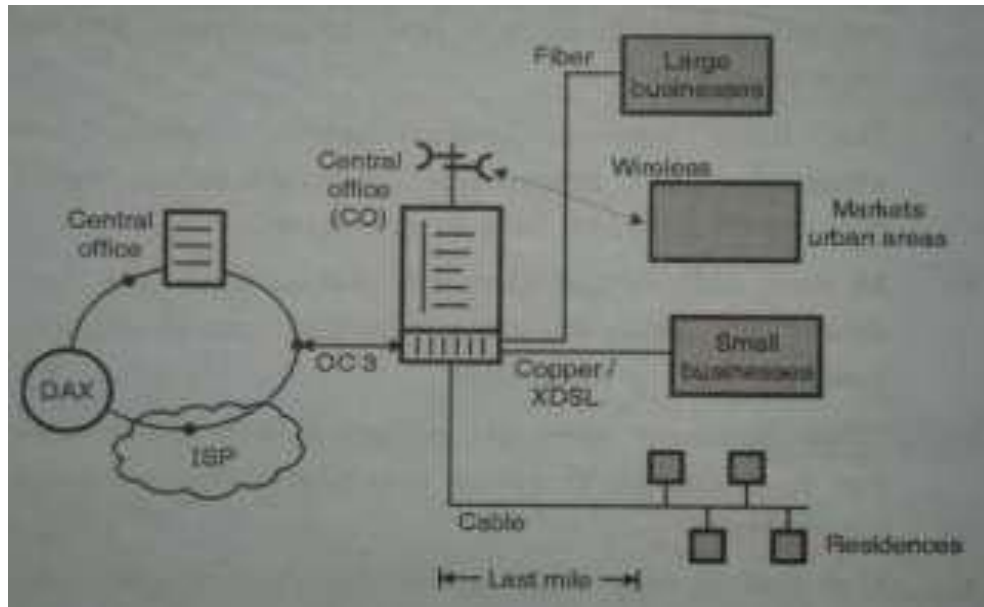 Fiber
Large
businesses
Central
office
(CO)
Wireless
Markets
urban areas
Central
office
OC 3
Small
businesses
DAX
Copper /
XDSL
ISP
Cable
Residences
Last mile